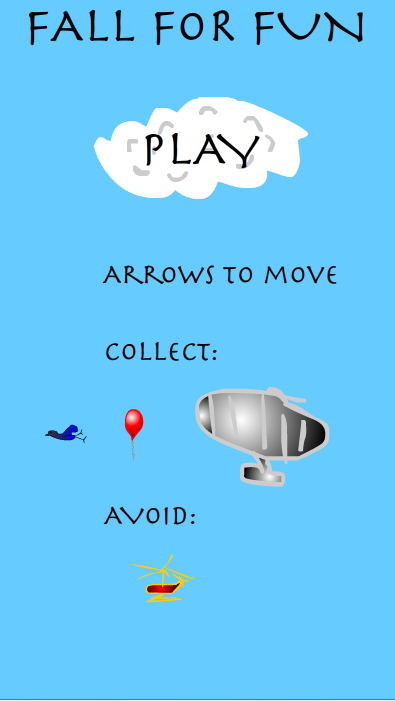 FALL FOR FUN
PLAY
ARROWS TO MOVE
COLLECT:
AVOID: